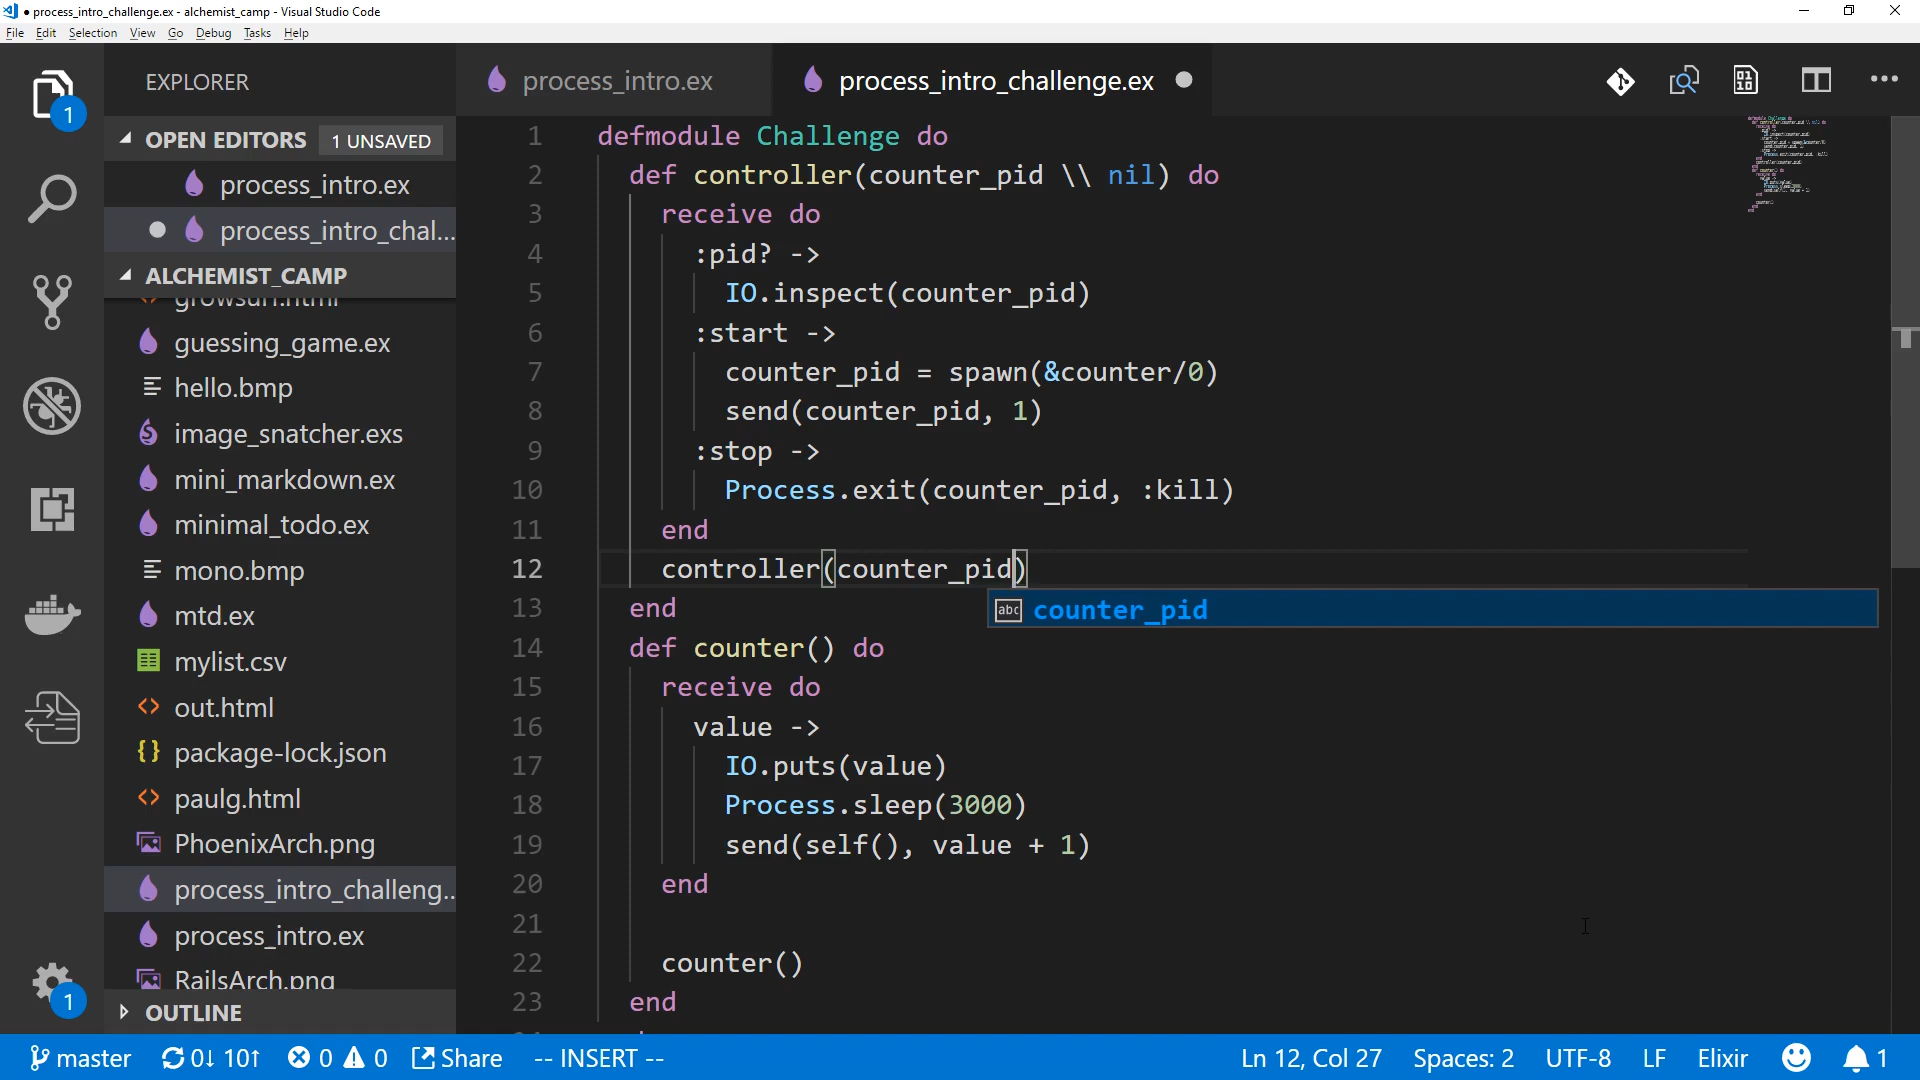 process_intro_challenge.ex - alchemist_camp - Visual Studio Code
File Edit Selection View Go Debug Tasks Help
EXPLORER
1
OPEN EDITORS 1 UNSAVED
process_intro.ex
process_intro_chal...
ALCHEMIST_CAMP
growsurf.html
guessing_game.ex
hello.bmp
image_snatcher.exs
mini_markdown.ex
minimal_todo.ex
mono.bmp
mtd.ex
mylist.csv
out.html
package-lock.json
paulg.html
PhoenixArch.png
process_intro_challeng..
process_intro.ex
RailsArch.png
OUTLINE
1
process_intro.ex process_intro_challenge.ex
1 defmodule Challenge do
2 def controller(counter_pid \\ nil) do
3 receive do
4 :pid? ->
5 IO.inspect(counter_pid)
6 :start ->
7 counter_pid = spawn(&counter/0)
8 send(counter_pid, 1)
9 :stop ->
10 Process.exit(counter_pid, :kill)
11 end
12 controller(counter_pid)
abc counter_pid
13 end
14 def counter() do
15 receive do
16 value ->
17 IO.puts(value)
18 Process.sleep(3000)
19 send(self(), value + 1)
20 end
21
22 counter()
23 end
master 0↓ 10↑ 0 0 Share -- INSERT -- Ln 12, Col 27 Spaces: 2 UTF-8 LF Elixir 1